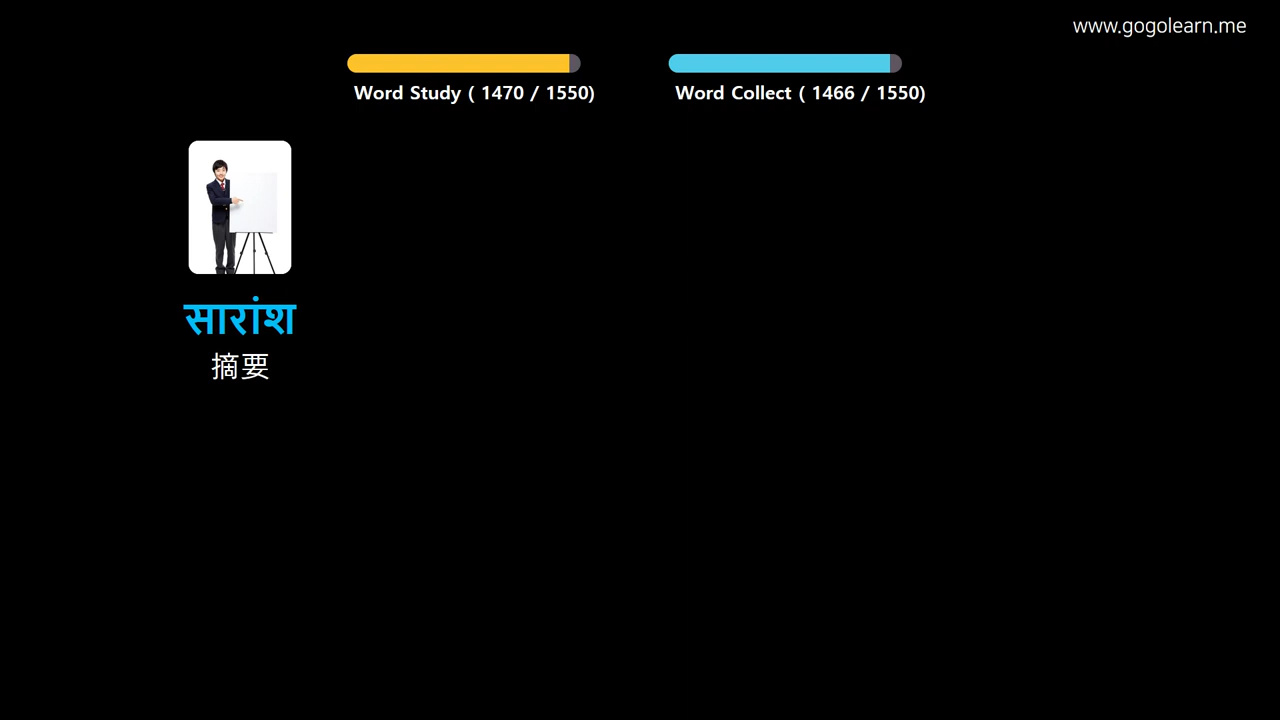 www.gogolearn.me
Word Study ( 1470 / 1550)
Word Collect ( 1466 / 1550)
सारांश
摘要